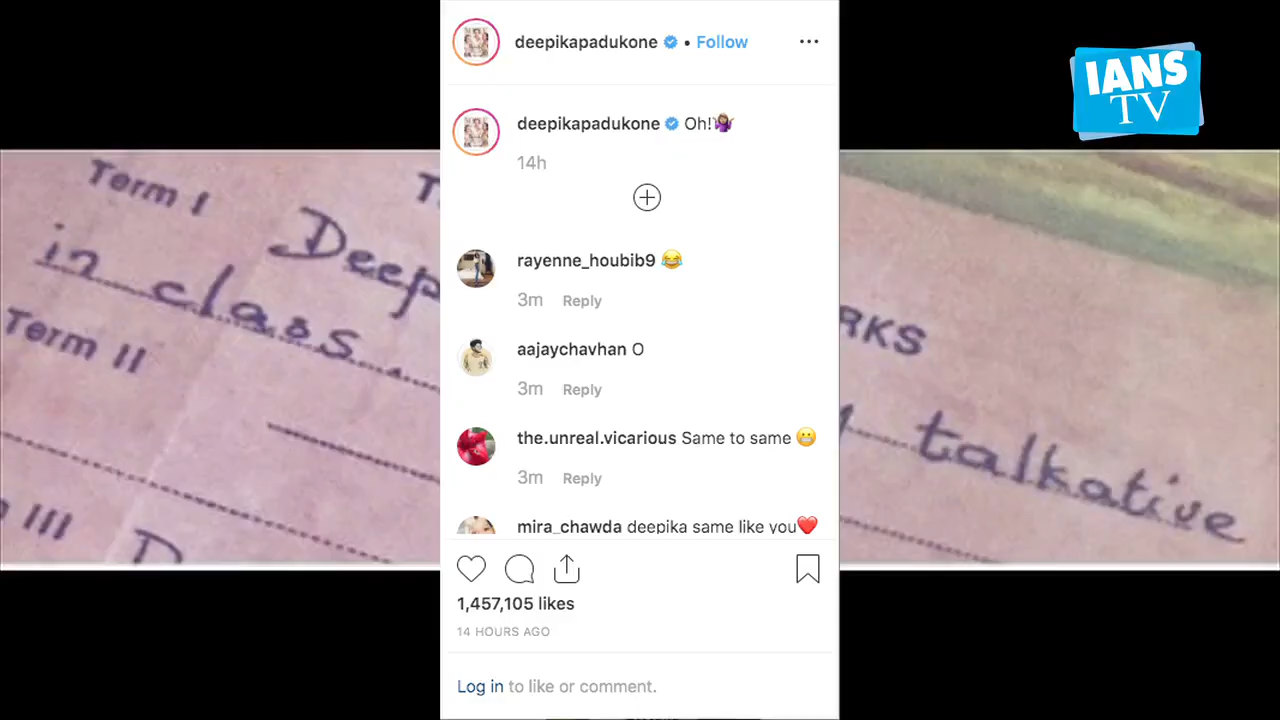 deepikapadukone • Follow
IANS
TV
deepikapadukone Oh!🤷🏽‍♀️
14h
rayenne_houbib9 😂
3m Reply
aajaychavhan O
3m Reply
the.unreal.vicarious Same to same 😬
3m Reply
mira_chawda deepika same like you❤️
1,457,105 likes
14 HOURS AGO
Log in to like or comment.
Term I
Deep
in class.
Term II
III
RKS
talkative